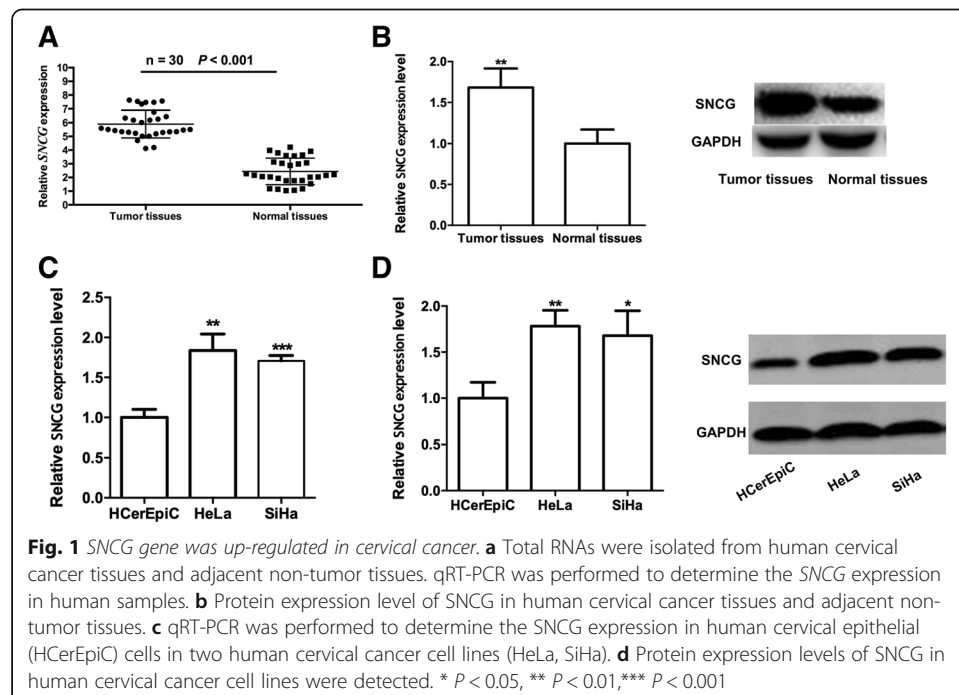 A
n = 30 P < 0.001
Relative SNCG expression
10
9
8
7
6
5
4
3
2
1
0
Tumor tissues Normal tissues
B
Relative SNCG expression level
2.0
1.5
1.0
0.5
0.0
**
Tumor tissues Normal tissues
SNCG
GAPDH
Tumor tissues Normal tissues
C
Relative SNCG expression level
2.5
2.0
1.5
1.0
0.5
0.0
**
***
HCerEpiC HeLa SiHa
D
Relative SNCG expression level
2.0
1.5
1.0
0.5
0.0
**
*
HCerEpiC HeLa SiHa
SNCG
GAPDH
HCerEpiC HeLa SiHa
Fig. 1 SNCG gene was up-regulated in cervical cancer. a Total RNAs were isolated from human cervical
cancer tissues and adjacent non-tumor tissues. qRT-PCR was performed to determine the SNCG expression
in human samples. b Protein expression level of SNCG in human cervical cancer tissues and adjacent non-
tumor tissues. c qRT-PCR was performed to determine the SNCG expression in human cervical epithelial
(HCerEpiC) cells in two human cervical cancer cell lines (HeLa, SiHa). d Protein expression levels of SNCG in
human cervical cancer cell lines were detected. * P < 0.05, ** P < 0.01,*** P < 0.001